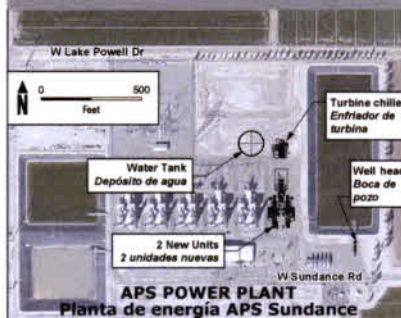 W Lake Powell Dr
N
0 500
Feet
Turbine chille
Enfriador de
turbina
Water Tank
Depósito de agua
Well hea
Boca de
pozo
2 New Units
2 unidades nuevas
W Sundance Rd
APS POWER PLANT
Planta de energía APS Sundance